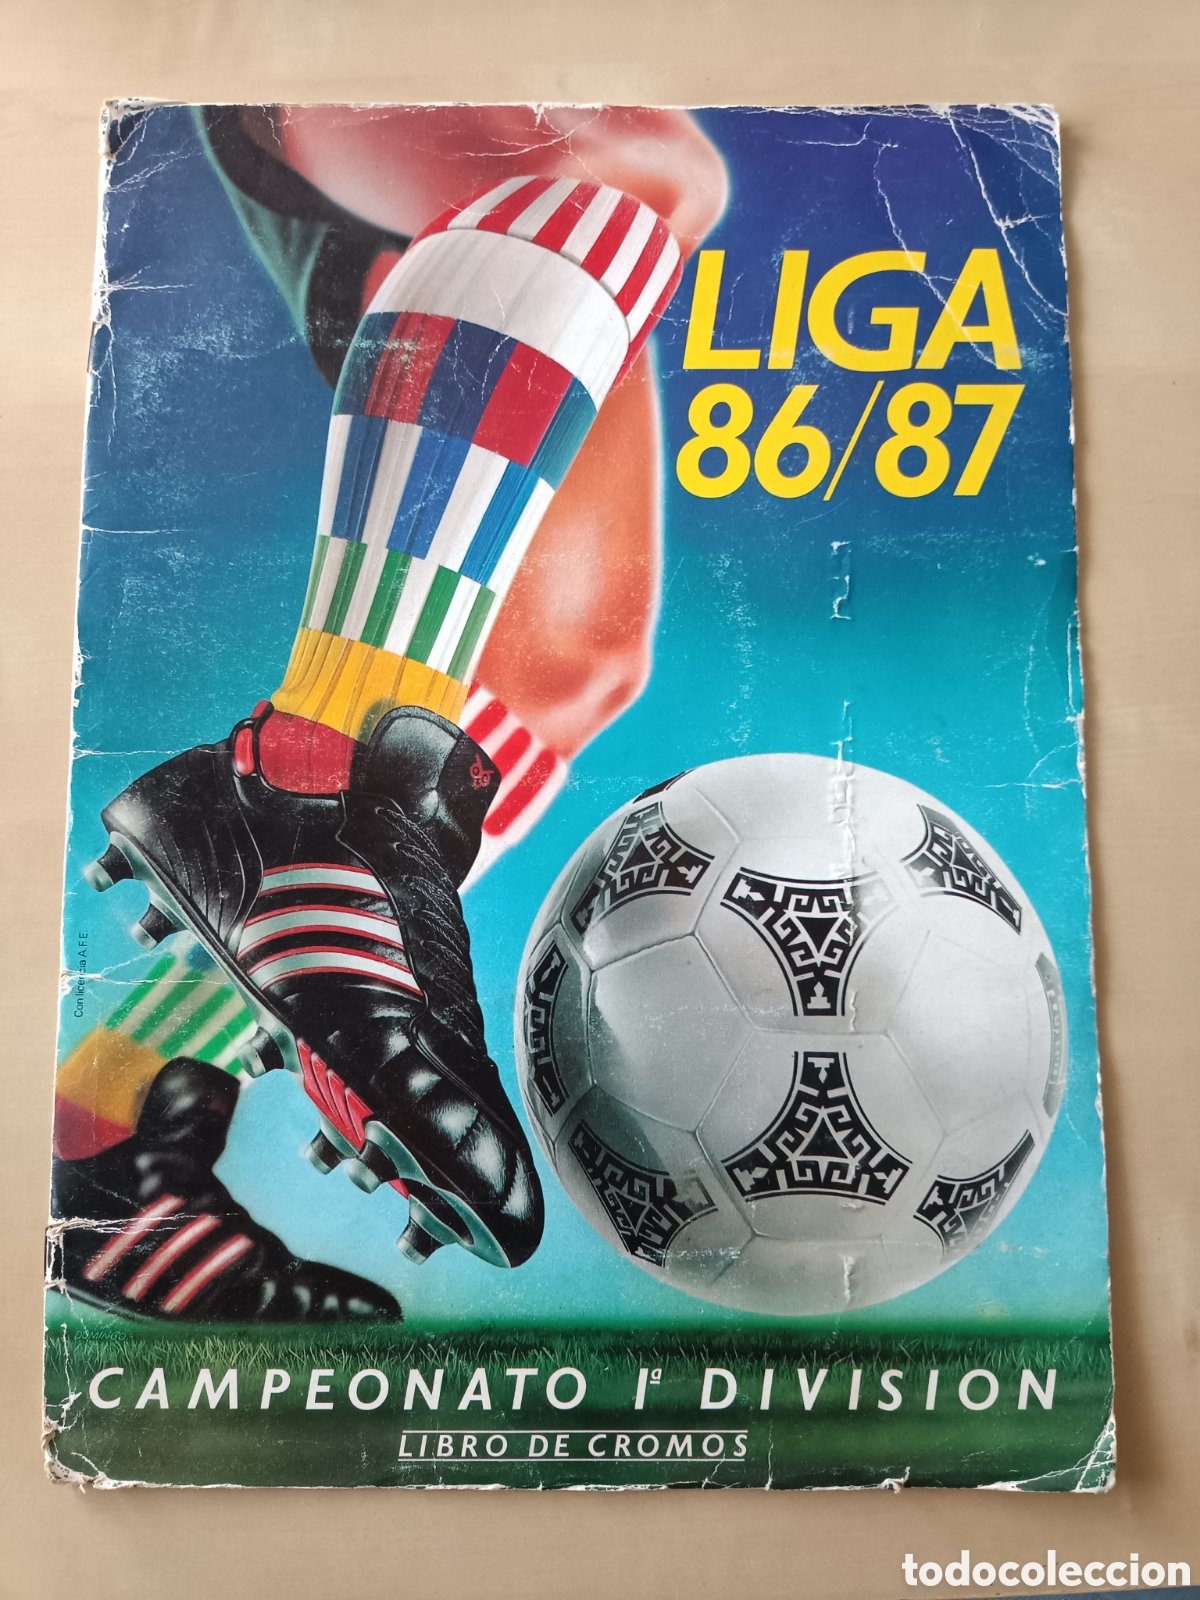 LIGA
86/87
Con licencia A.F.E.
DOMINGO
CAMPEONATO 1ª DIVISION
LIBRO DE CROMOS
todocoleccion